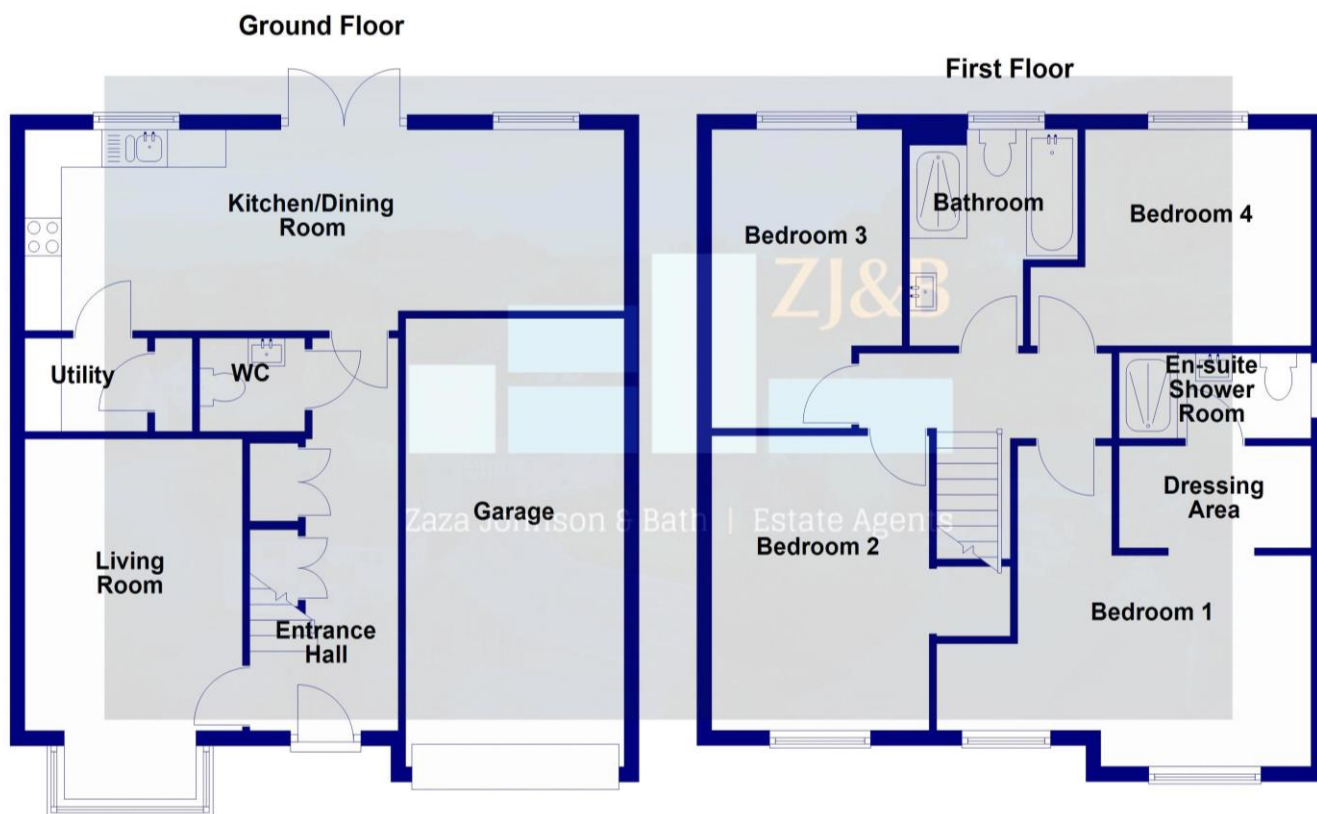 Ground Floor
Kitchen/Dining
Room
Utility
WC
Living
Room
Entrance
Hall
Garage
First Floor
Bedroom 3
Bathroom
Bedroom 4
En-suite
Shower
Room
Dressing
Area
Bedroom 2
Bedroom 1
ZJ&B
Zaza Johnson & Bath | Estate Agents